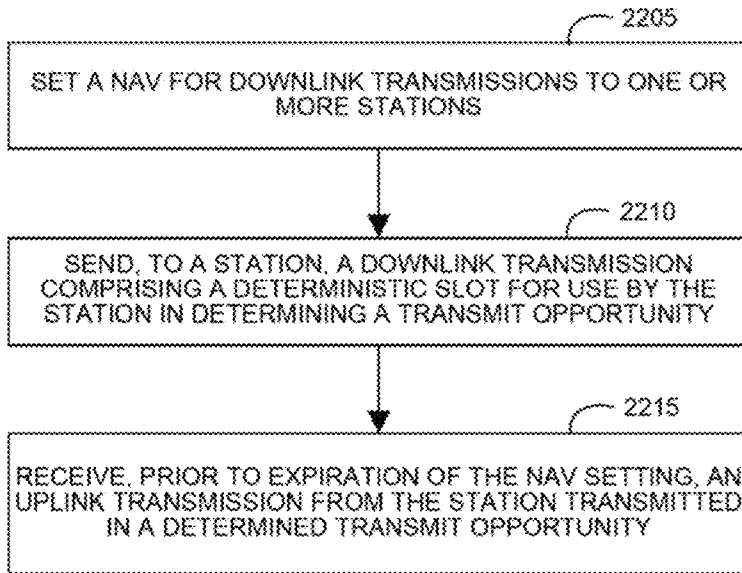 2205
SET A NAV FOR DOWNLINK TRANSMISSIONS TO ONE OR
MORE STATIONS
2210
SEND, TO A STATION, A DOWNLINK TRANSMISSION
COMPRISING A DETERMINISTIC SLOT FOR USE BY THE
STATION IN DETERMINING A TRANSMIT OPPORTUNITY
2215
RECEIVE, PRIOR TO EXPIRATION OF THE NAV SETTING, AN
UPLINK TRANSMISSION FROM THE STATION TRANSMITTED
IN A DETERMINED TRANSMIT OPPORTUNITY